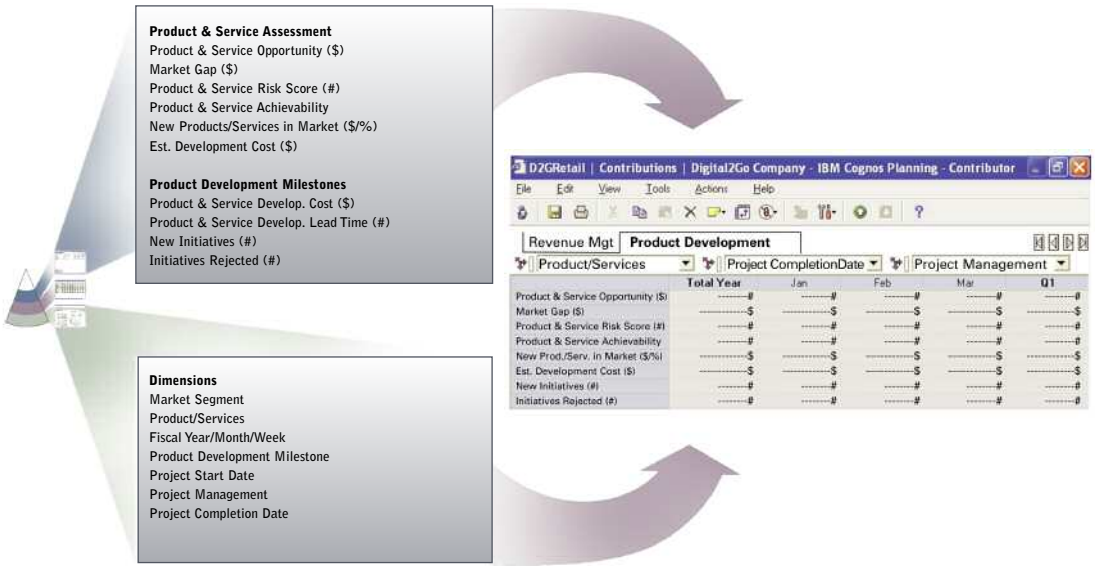 Product & Service Assessment
Product & Service Opportunity ($)
Market Gap ($)
Product & Service Risk Score (#)
Product & Service Achievability
New Products/Services in Market ($/%)
Est. Development Cost ($)
Product Development Milestones
Product & Service Develop. Cost ($)
Product & Service Develop. Lead Time (#)
New Initiatives (#)
Initiatives Rejected (#)
Dimensions
Market Segment
Product/Services
Fiscal Year/Month/Week
Product Development Milestone
Project Start Date
Project Management
Project Completion Date
D2GRetail | Contributions | Digital2Go Company - IBM Cognos Planning - Contributor
File Edit View Tools Actions Help
Revenue Mgt Product Development
Product/Services Project CompletionDate Project Management
Total Year Jan Feb Mar Q1
Product & Service Opportunity ($) --------# --------# --------# --------# --------#
Market Gap ($) ------------$ ------------$ ------------$ ------------$ ------------$
Product & Service Risk Score (#) --------# --------# --------# --------# --------#
Product & Service Achievability --------# --------# --------# --------# --------#
New Prod./Serv. in Market ($/%) ------------$ ------------$ ------------$ ------------$ ------------$
Est. Development Cost ($) ------------$ ------------$ ------------$ ------------$ ------------$
New Initiatives (#) --------# --------# --------# --------# --------#
Initiatives Rejected (#) --------# --------# --------# --------# --------#